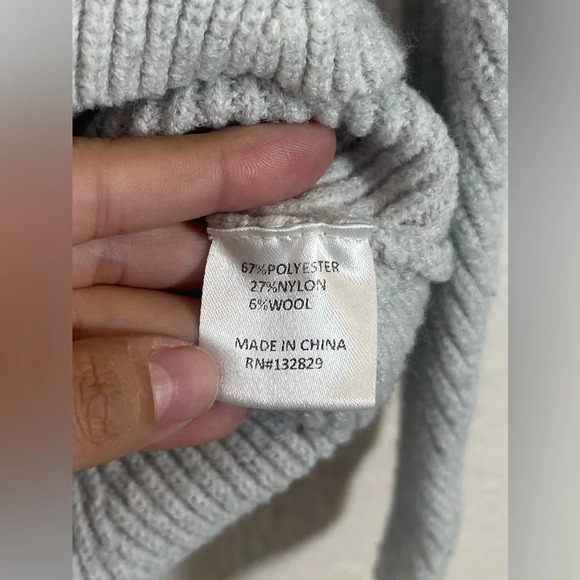 67%POLYESTER
27%NYLON
6%WOOL
MADE IN CHINA
RN#132829